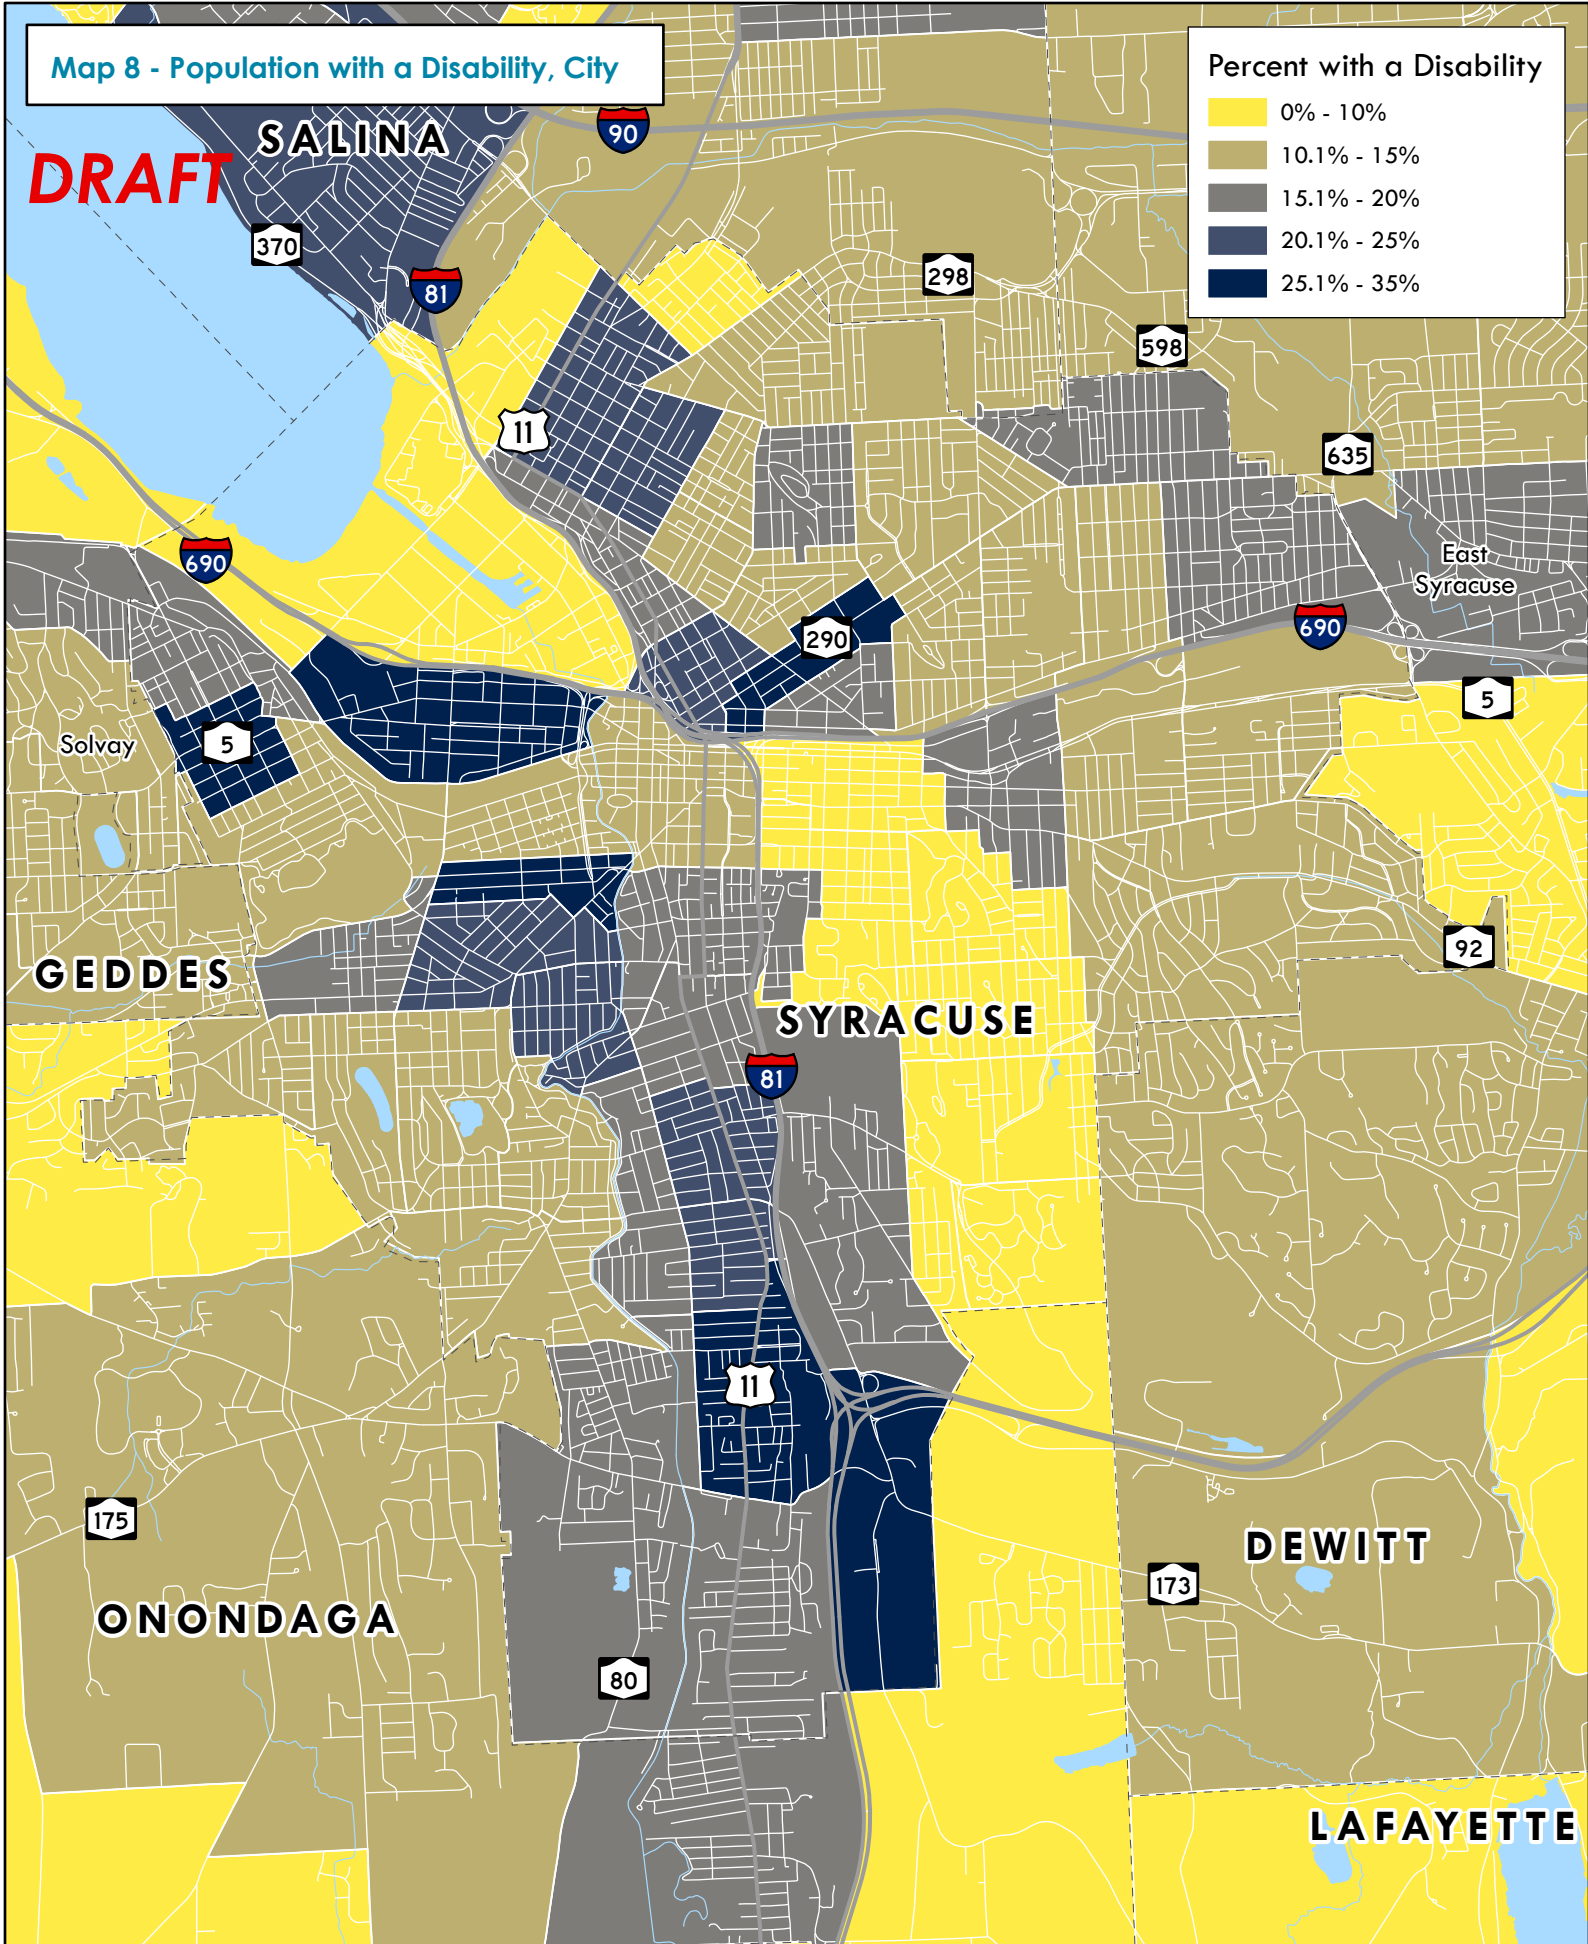 Map 8 - Population with a Disability, City
Percent with a Disability
0% - 10%
10.1% - 15%
15.1% - 20%
20.1% - 25%
25.1% - 35%
SALINA
90
DRAFT
370
298
81
598
11
635
690
East
Syracuse
290
690
5
5
Solvay
92
GEDDES
SYRACUSE
81
11
175
DEWITT
173
ONONDAGA
80
LAFAYETTE